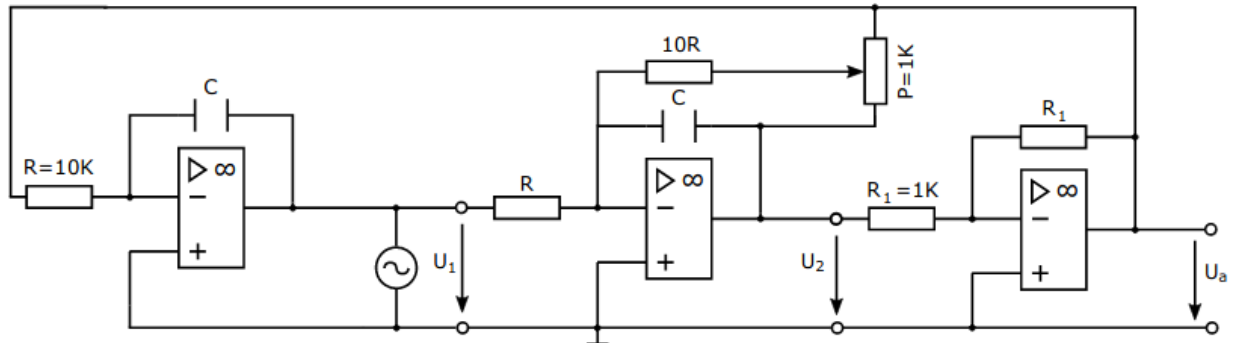 10R
P=1K
C
C
R₁
R=10K
▷ ∞
▷ ∞
▷ ∞
R
R₁=1K
−
−
−
+
+
+
U₁
U₂
Uₐ